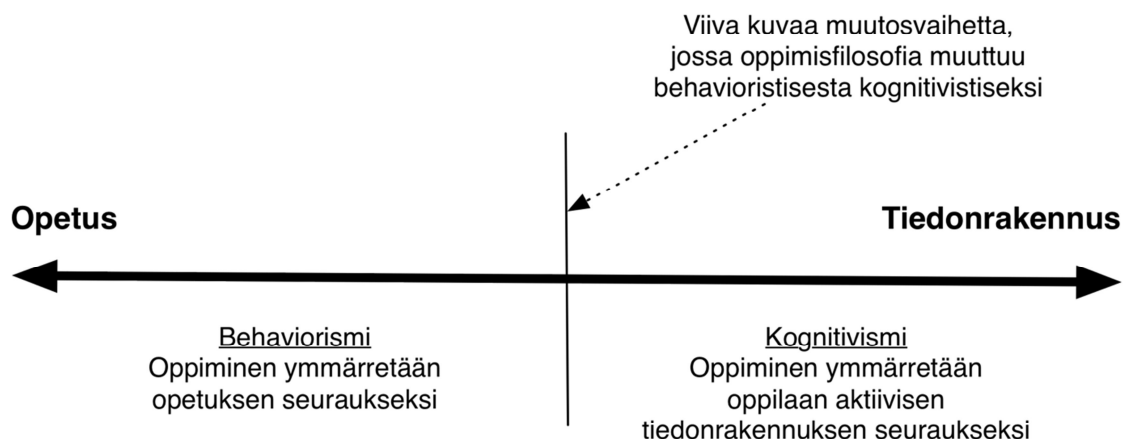 Viiva kuvaa muutosvaihetta,
jossa oppimisfilosofia muuttuu
behavioristisesta kognitivistiseksi
Opetus
Tiedonrakennus
Behaviorismi
Oppiminen ymmärretään
opetuksen seuraukseksi
Kognitivismi
Oppiminen ymmärretään
oppilaan aktiivisen
tiedonrakennuksen seuraukseksi